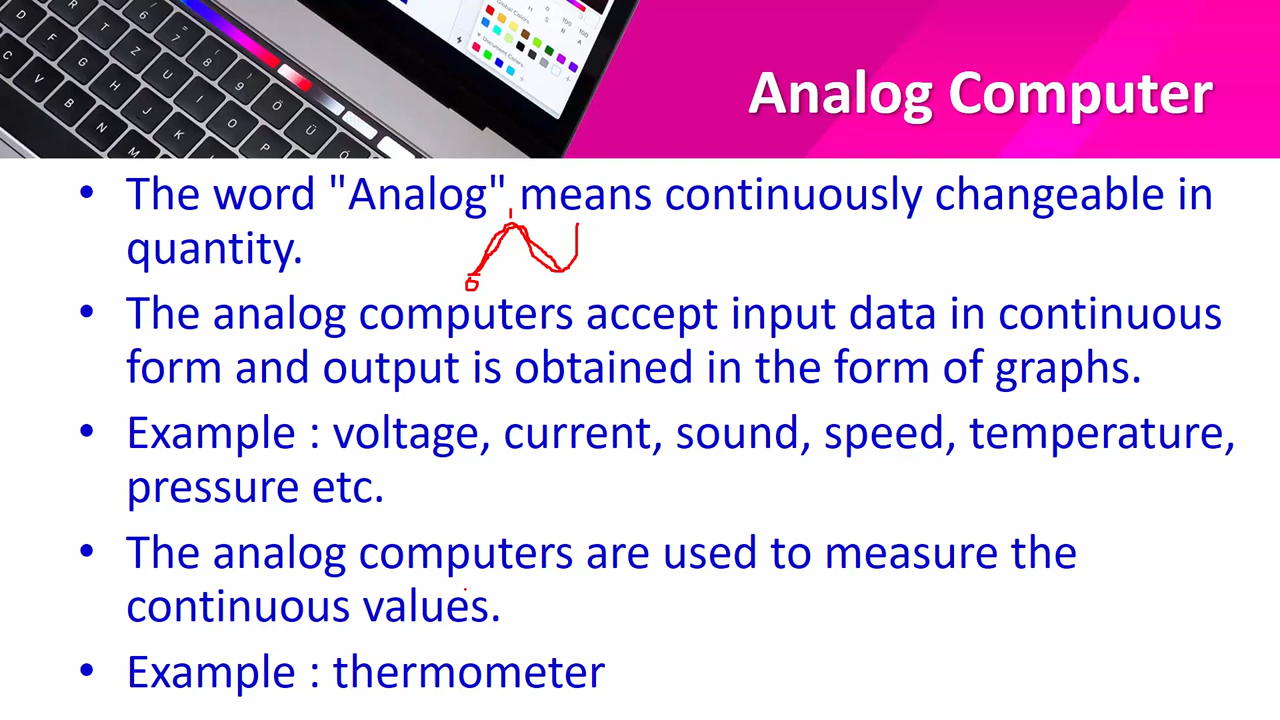 Analog Computer
• The word "Analog" means continuously changeable in
quantity.
• The analog computers accept input data in continuous
form and output is obtained in the form of graphs.
• Example : voltage, current, sound, speed, temperature,
pressure etc.
• The analog computers are used to measure the
continuous values.
• Example : thermometer